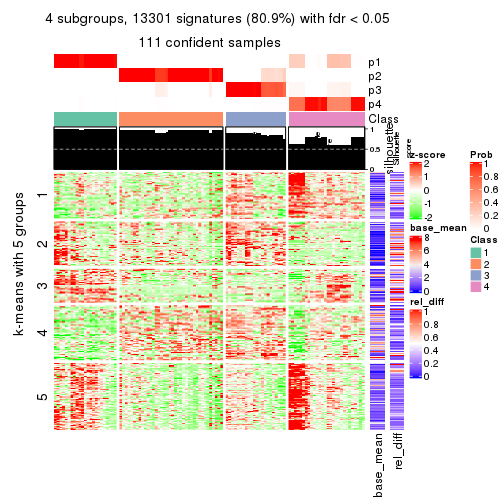 4 subgroups, 13301 signatures (80.9%) with fdr < 0.05
111 confident samples
p1
p2
p3
p4
Class
1
0.5
0
silhouette
Silhouette
score
k-means with 5 groups
1
2
3
4
5
base_mean
rel_diff
z-score
2
1
0
-1
-2
base_mean
8
6
4
2
0
rel_diff
1
0.8
0.6
0.4
0.2
0
Prob
1
0.8
0.6
0.4
0.2
0
Class
1
2
3
4